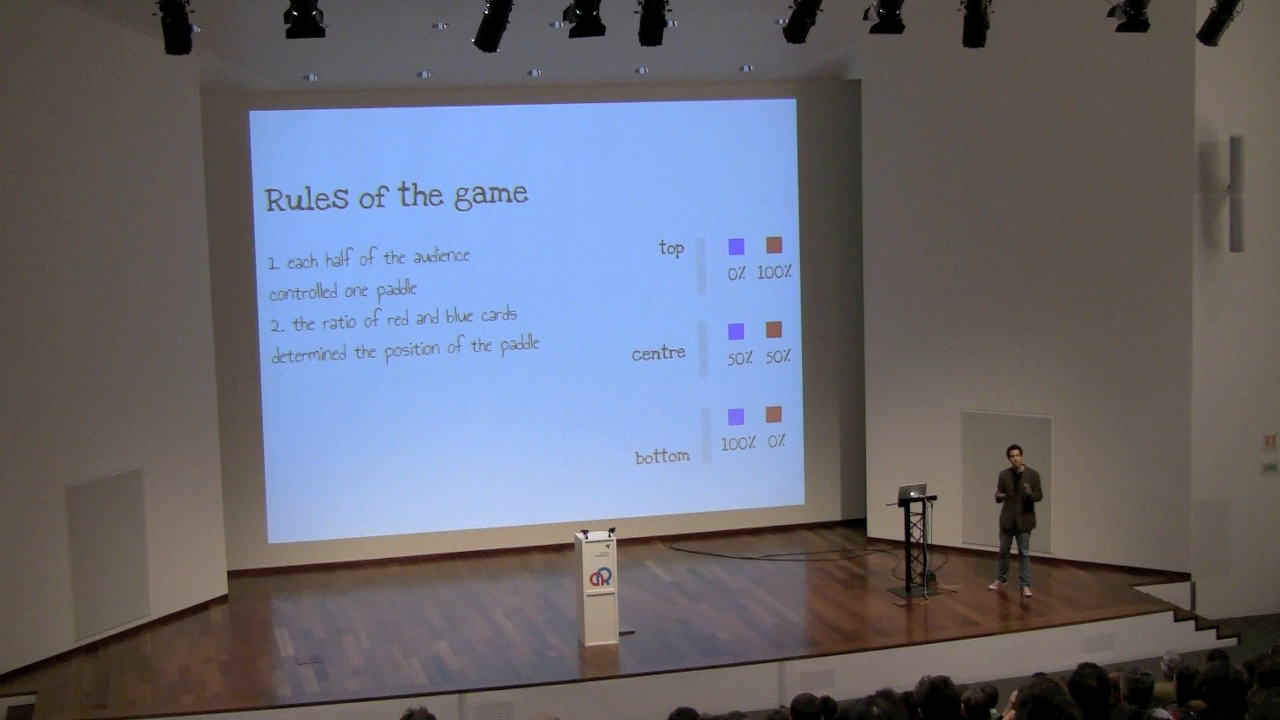 Rules of the game
1. each half of the audience
controlled one paddle
2. the ratio of red and blue cards
determined the position of the paddle
top
0% 100%
centre
50% 50%
bottom
100% 0%